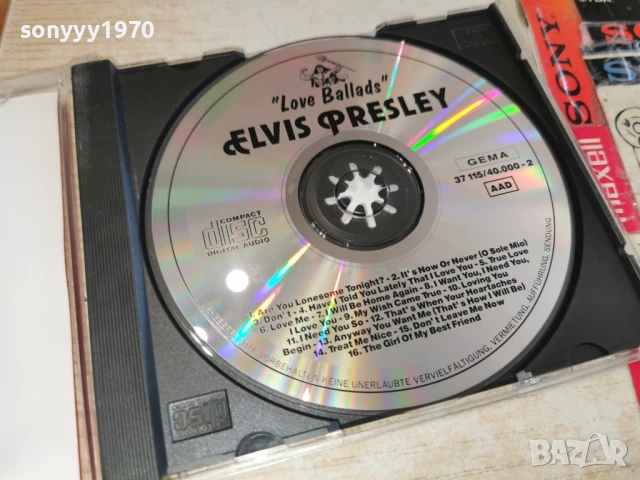 sonyyy1970
"Love Ballads"
ELVIS PRESLEY
GEMA
37 115/40.000-2
AAD
COMPACT
disc
DIGITAL AUDIO
1. Are You Lonesome Tonight? - 2. It's Now Or Never (O Sole Mio)
3. Don't - 4. Have I Told You Lately That I Love You - 5. True Love
6. Love Me - 7. I Will Be Home Again - 8. I Want You, I Need You,
I Love You - 9. My Wish Came True - 10. Loving You
11. I Need You So - 12. That's When Your Heartaches
Begin - 13. Anyway You Want Me (That's How I Will Be)
14. Treat Me Nice - 15. Don't Leave Me Now
16. The Girl Of My Best Friend
VORBEHALTEN KEINE UNERLAUBTE VERVIELFÄLTIGUNG, VERMIETUNG, AUFFÜHRUNG, SENDUNG
SONY
maxell
disc
bazar.bg